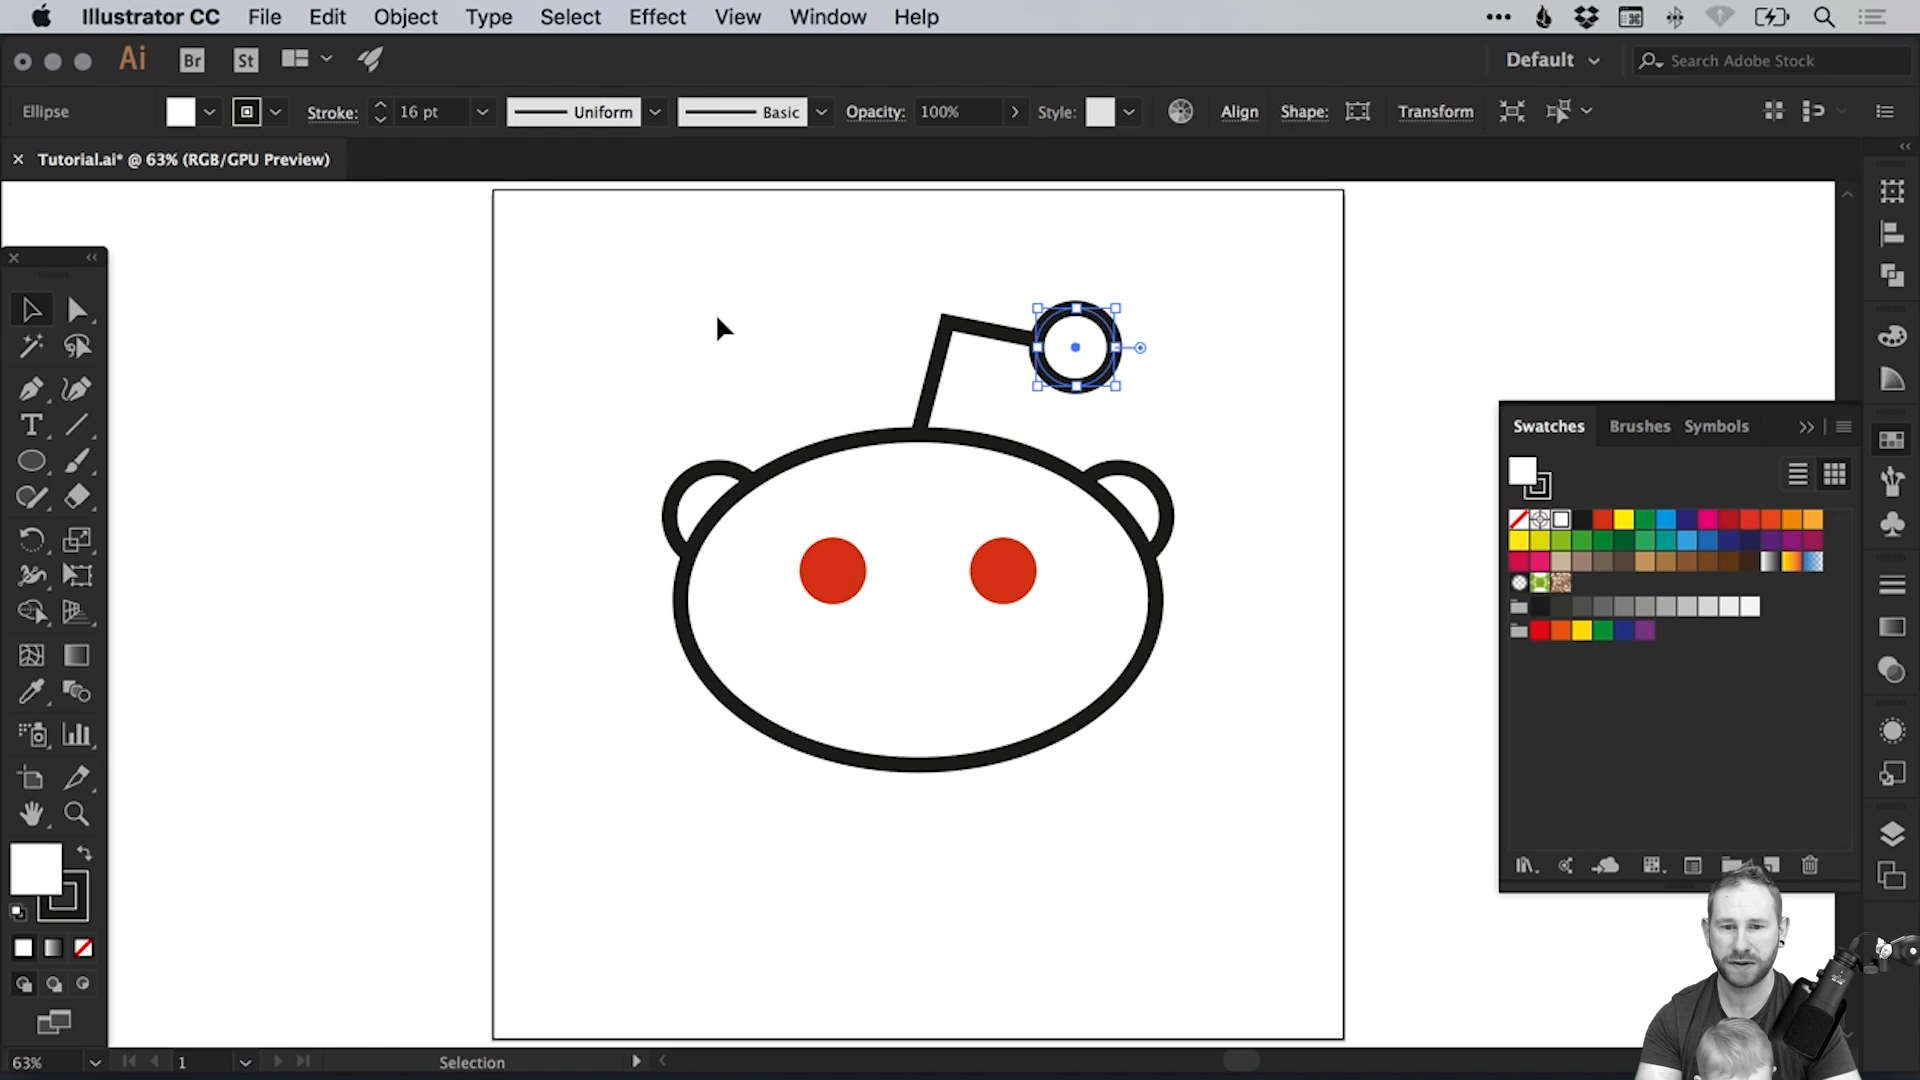 Illustrator CC File Edit Object Type Select Effect View Window Help
Ai Br St Default Search Adobe Stock
Ellipse Stroke: 16 pt Uniform Basic Opacity: 100% Style: Align Shape: Transform
Tutorial.ai* @ 63% (RGB/GPU Preview)
Swatches Brushes Symbols
T
63% 1 Selection